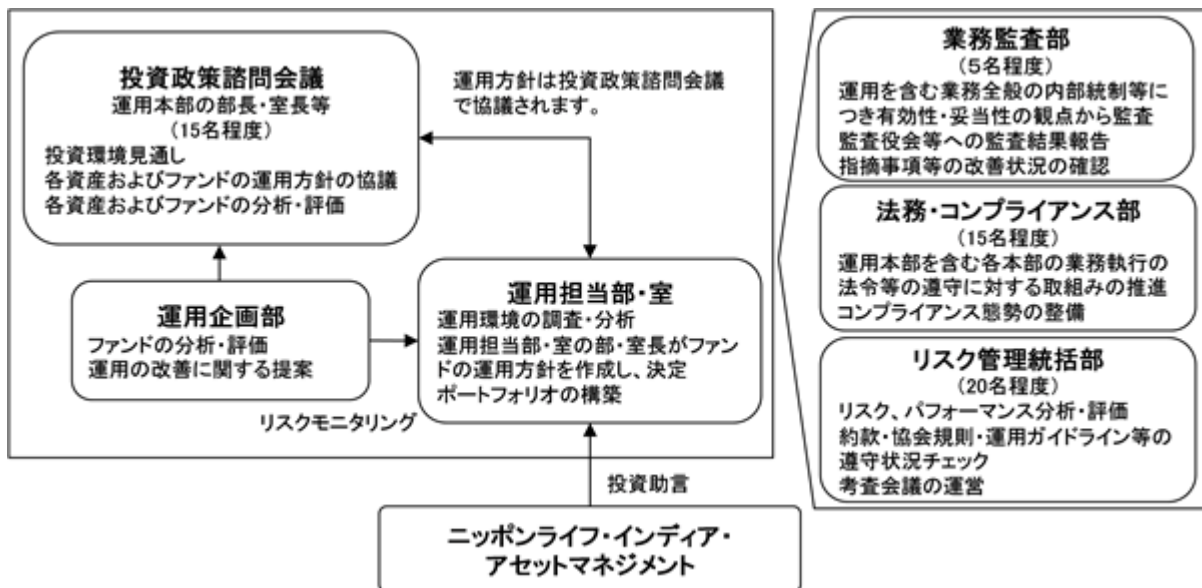 投資政策諮問会議
運用本部の部長・室長等
(15名程度)
投資環境見通し
各資産およびファンドの運用方針の協議
各資産およびファンドの分析・評価
運用方針は投資政策諮問会議
で協議されます。
運用企画部
ファンドの分析・評価
運用の改善に関する提案
リスクモニタリング
運用担当部・室
運用環境の調査・分析
運用担当部・室の部・室長がファン
ドの運用方針を作成し、決定
ポートフォリオの構築
投資助言
ニッポンライフ・インディア・
アセットマネジメント
業務監査部
(5名程度)
運用を含む業務全般の内部統制等に
つき有効性・妥当性の観点から監査
監査役会等への監査結果報告
指摘事項等の改善状況の確認
法務・コンプライアンス部
(15名程度)
運用本部を含む各本部の業務執行の
法令等の遵守に対する取組みの推進
コンプライアンス態勢の整備
リスク管理統括部
(20名程度)
リスク、パフォーマンス分析・評価
約款・協会規則・運用ガイドライン等の
遵守状況チェック
考査会議の運営